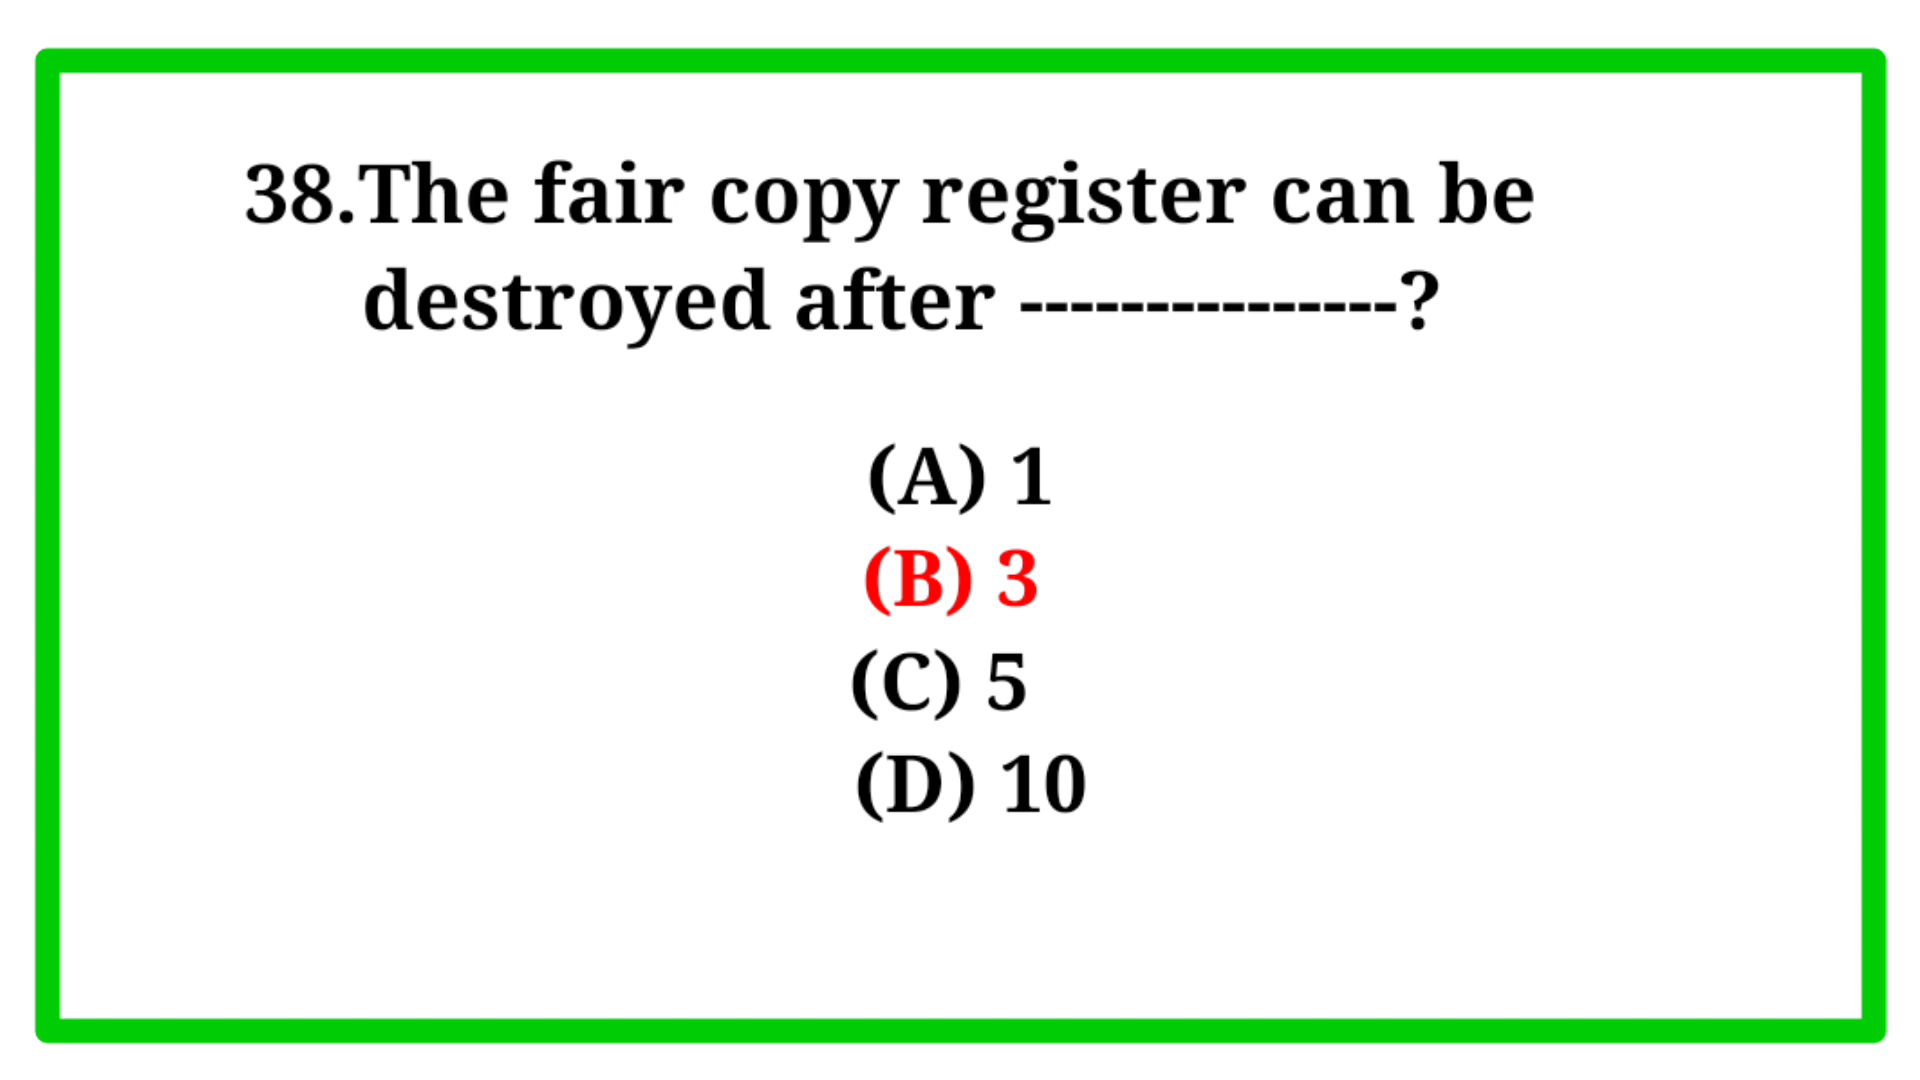 38.The fair copy register can be
destroyed after ---------------?
(A) 1
(B) 3
(C) 5
(D) 10